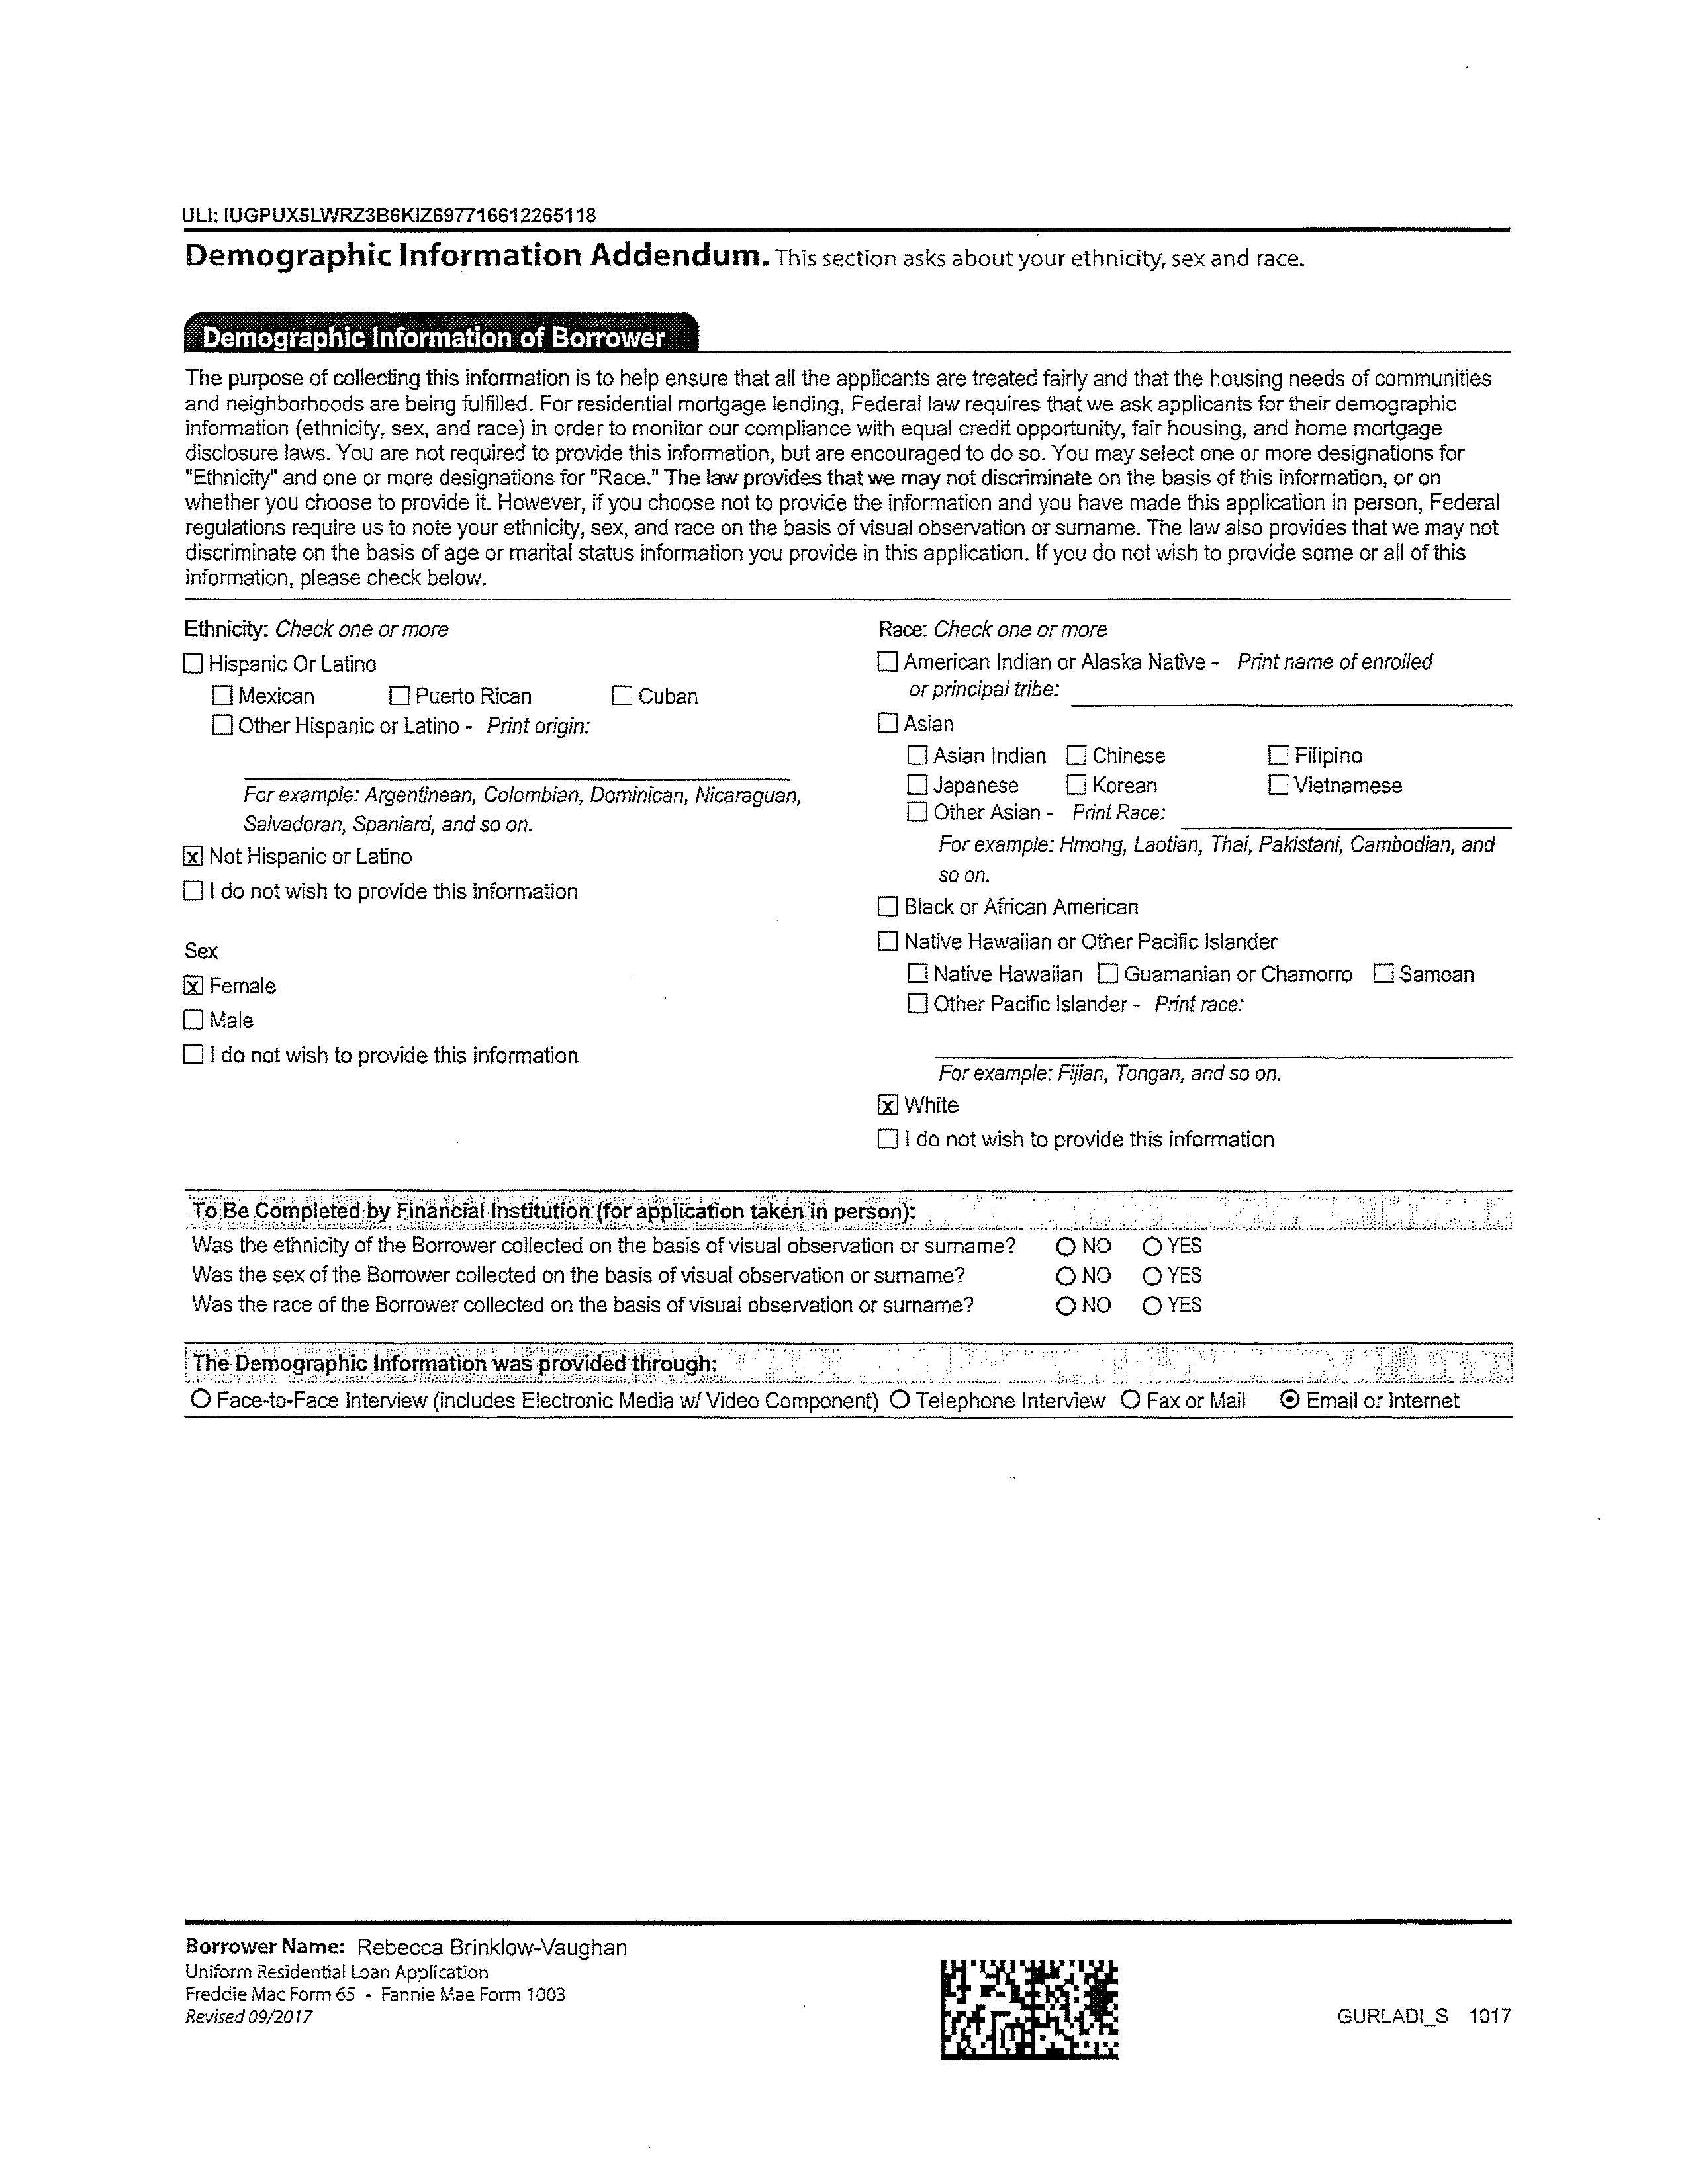 ULI: IUGPUX5LWRZ3B6KIZ697716612265118
Demographic Information Addendum. This section asks about your ethnicity, sex and race.
Demographic Information of Borrower
The purpose of collecting this information is to help ensure that all the applicants are treated fairly and that the housing needs of communities
and neighborhoods are being fulfilled. For residential mortgage lending, Federal law requires that we ask applicants for their demographic
information (ethnicity, sex, and race) in order to monitor our compliance with equal credit opportunity, fair housing, and home mortgage
disclosure laws. You are not required to provide this information, but are encouraged to do so. You may select one or more designations for
"Ethnicity" and one or more designations for "Race." The law provides that we may not discriminate on the basis of this information, or on
whether you choose to provide it. However, if you choose not to provide the information and you have made this application in person, Federal
regulations require us to note your ethnicity, sex, and race on the basis of visual observation or surname. The law also provides that we may not
discriminate on the basis of age or marital status information you provide in this application. If you do not wish to provide some or all of this
information, please check below.
Ethnicity: Check one or more
☐ Hispanic Or Latino
☐ Mexican ☐ Puerto Rican ☐ Cuban
☐ Other Hispanic or Latino - Print origin:
For example: Argentinean, Colombian, Dominican, Nicaraguan,
Salvadoran, Spaniard, and so on.
☒ Not Hispanic or Latino
☐ I do not wish to provide this information
Sex
☒ Female
☐ Male
☐ I do not wish to provide this information
Race: Check one or more
☐ American Indian or Alaska Native - Print name of enrolled
or principal tribe:
☐ Asian
☐ Asian Indian ☐ Chinese ☐ Filipino
☐ Japanese ☐ Korean ☐ Vietnamese
☐ Other Asian - Print Race:
For example: Hmong, Laotian, Thai, Pakistani, Cambodian, and
so on.
☐ Black or African American
☐ Native Hawaiian or Other Pacific Islander
☐ Native Hawaiian ☐ Guamanian or Chamorro ☐ Samoan
☐ Other Pacific Islander - Print race:
For example: Fijian, Tongan, and so on.
☒ White
☐ I do not wish to provide this information
To Be Completed by Financial Institution (for application taken in person):
Was the ethnicity of the Borrower collected on the basis of visual observation or surname? ○ NO ○ YES
Was the sex of the Borrower collected on the basis of visual observation or surname? ○ NO ○ YES
Was the race of the Borrower collected on the basis of visual observation or surname? ○ NO ○ YES
The Demographic Information was provided through:
○ Face-to-Face Interview (includes Electronic Media w/ Video Component) ○ Telephone Interview ○ Fax or Mail ◉ Email or Internet
Borrower Name: Rebecca Brinklow-Vaughan
Uniform Residential Loan Application
Freddie Mac Form 65 • Fannie Mae Form 1003
Revised 09/2017
GURLADI_S 1017